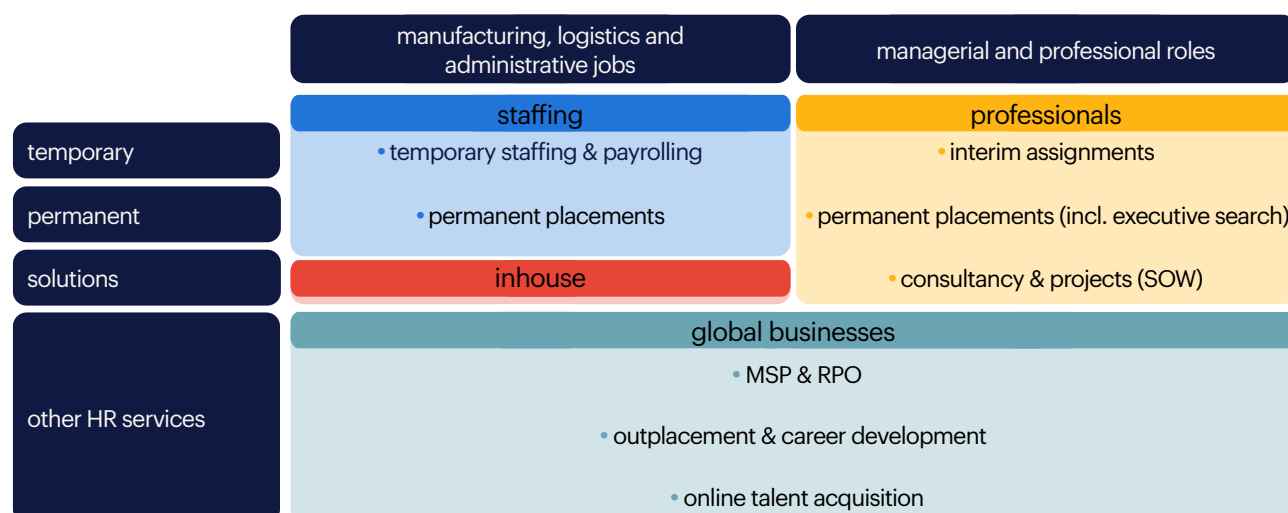 manufacturing, logistics and
administrative jobs
managerial and professional roles
staffing
professionals
temporary
• temporary staffing & payrolling
• interim assignments
permanent
• permanent placements
• permanent placements (incl. executive search)
solutions
inhouse
• consultancy & projects (SOW)
global businesses
• MSP & RPO
other HR services
• outplacement & career development
• online talent acquisition